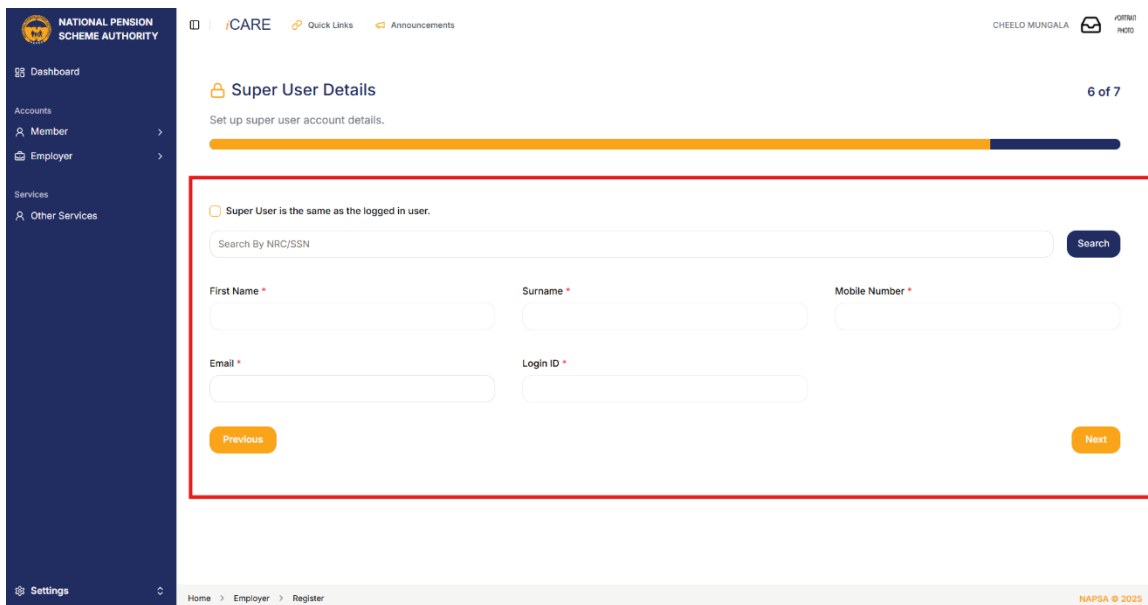 NATIONAL PENSION
SCHEME AUTHORITY
iCARE
Quick Links
Announcements
CHEELO MUNGALA
PHOTO
Dashboard
Accounts
Member
Employer
Services
Other Services
Settings
Super User Details
6 of 7
Set up super user account details.
Super User is the same as the logged in user.
Search By NRC/SSN
Search
First Name *
Surname *
Mobile Number *
Email *
Login ID *
Previous
Next
Home > Employer > Register
NAPSA © 2025